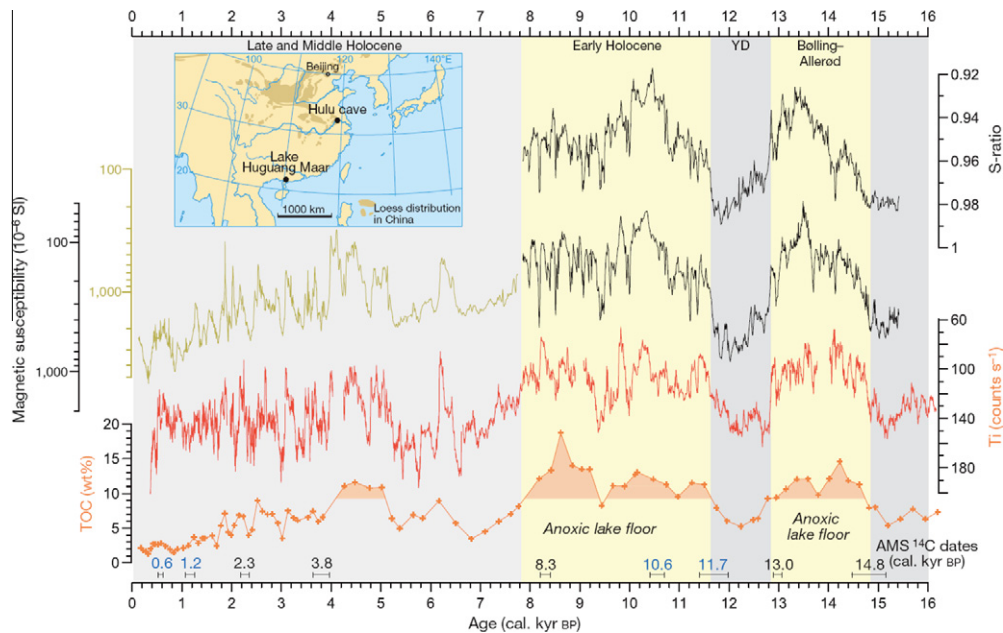 0 1 2 3 4 5 6 7 8 9 10 11 12 13 14 15 16
Late and Middle Holocene
Early Holocene
YD
Bølling–
Allerød
100
120
140°E
30
20
Beijing
Hulu cave
Lake
Huguang Maar
1000 km
Loess distribution
in China
Magnetic susceptibility (10⁻⁸ SI)
100
1,000
100
1,000
S-ratio
0.92
0.94
0.96
0.98
1
Ti (counts s⁻¹)
60
100
140
180
TOC (wt%)
20
15
10
5
0
Anoxic lake floor
Anoxic
lake floor
AMS ¹⁴C dates
(cal. kyr BP)
0.6 1.2 2.3 3.8 8.3 10.6 11.7 13.0 14.8
0 1 2 3 4 5 6 7 8 9 10 11 12 13 14 15 16
Age (cal. kyr BP)